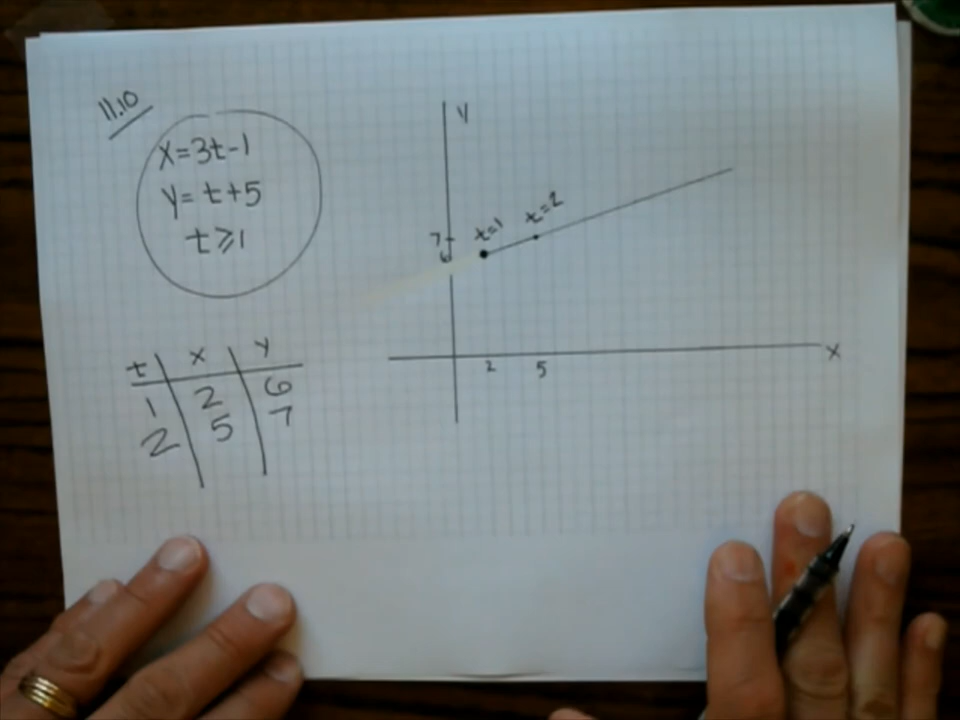 11.10
x=3t-1
y=t+5
t≥1
t x y
1 2 6
2 5 7
y
7
6
t=1
t=2
2 5
x